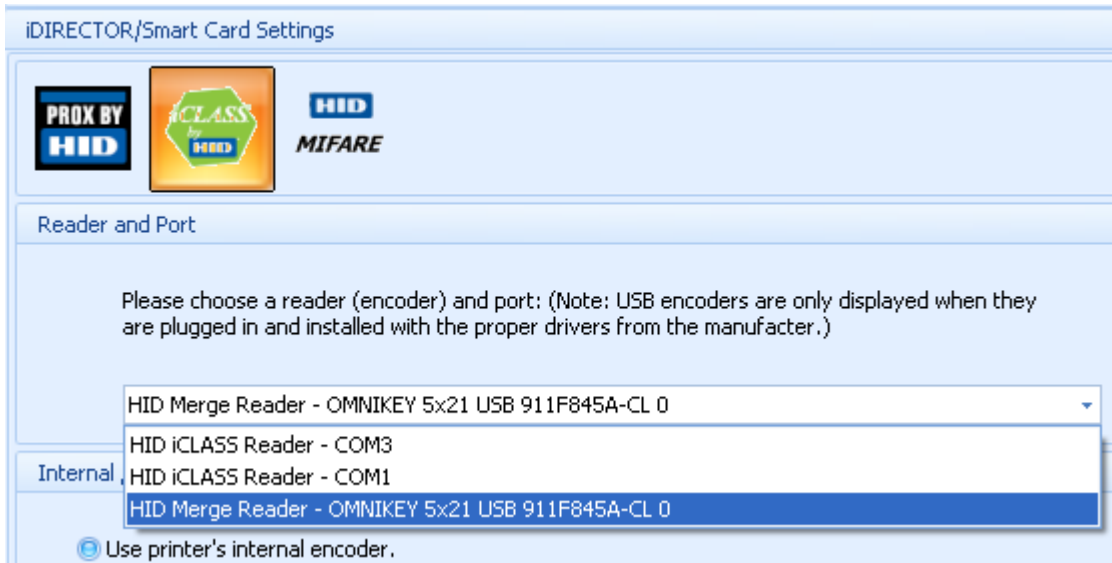 iDIRECTOR/Smart Card Settings
PROX BY
HID
iCLASS
by
HID
HID
MIFARE
Reader and Port
Please choose a reader (encoder) and port: (Note: USB encoders are only displayed when they
are plugged in and installed with the proper drivers from the manufacter.)
HID Merge Reader - OMNIKEY 5x21 USB 911F845A-CL 0
HID iCLASS Reader - COM3
Internal
HID iCLASS Reader - COM1
HID Merge Reader - OMNIKEY 5x21 USB 911F845A-CL 0
Use printer's internal encoder.